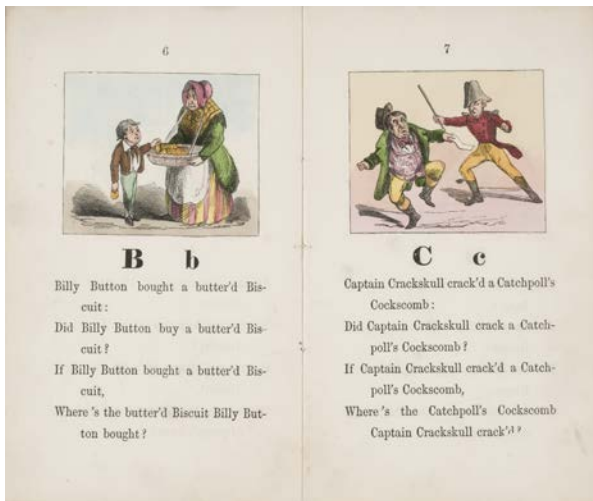 6
B b
Billy Button bought a butter'd Bis-
cuit:
Did Billy Button buy a butter'd Bis-
cuit?
If Billy Button bought a butter'd Bis-
cuit,
Where 's the butter'd Biscuit Billy But-
ton bought?
7
C c
Captain Crackskull crack'd a Catchpoll's
Cockscomb:
Did Captain Crackskull crack a Catch-
poll's Cockscomb?
If Captain Crackskull crack'd a Catch-
poll's Cockscomb,
Where 's the Catchpoll's Cockscomb
Captain Crackskull crack'd?